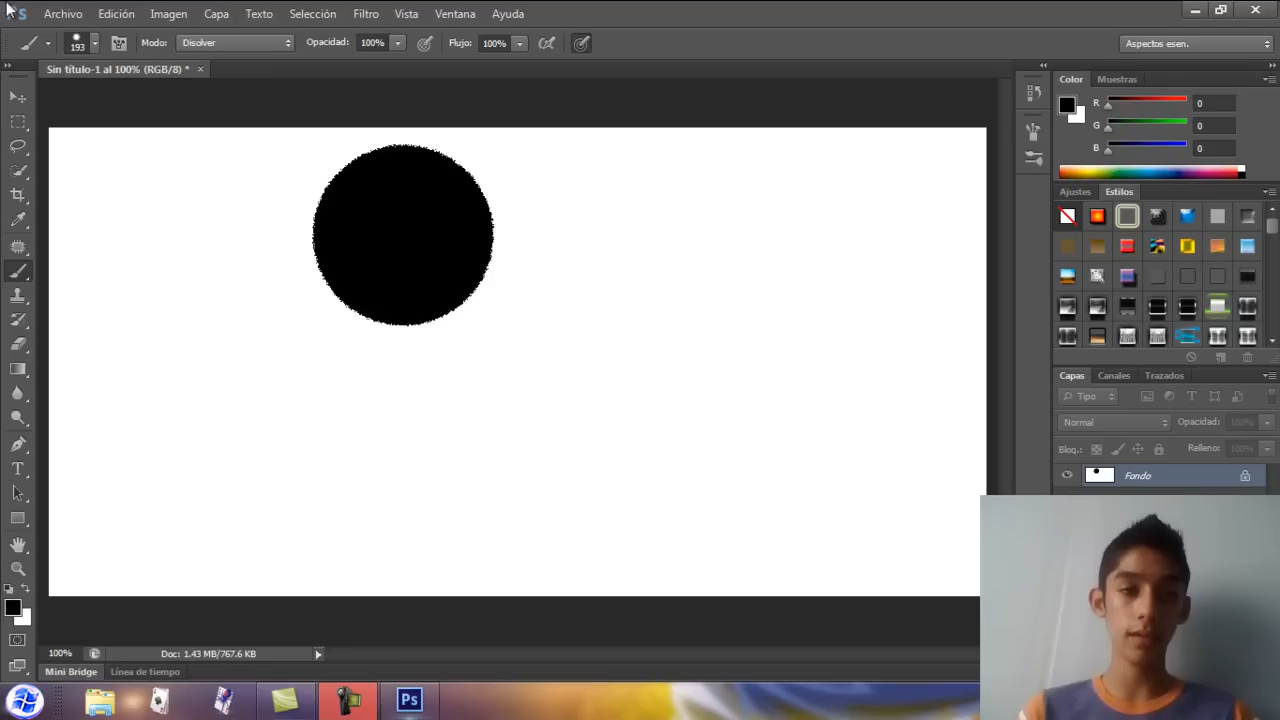 Archivo Edición Imagen Capa Texto Selección Filtro Vista Ventana Ayuda
193 Modo: Disolver Opacidad: 100% Flujo: 100% Aspectos esen.
Sin título-1 al 100% (RGB/8) * ×
Color Muestras
R 0
G 0
B 0
Ajustes Estilos
Capas Canales Trazados
Tipo
Normal Opacidad: 100%
Bloq.: Relleno: 100%
Fondo
T
100% Doc: 1.43 MB/767.6 KB
Mini Bridge Línea de tiempo
Ps